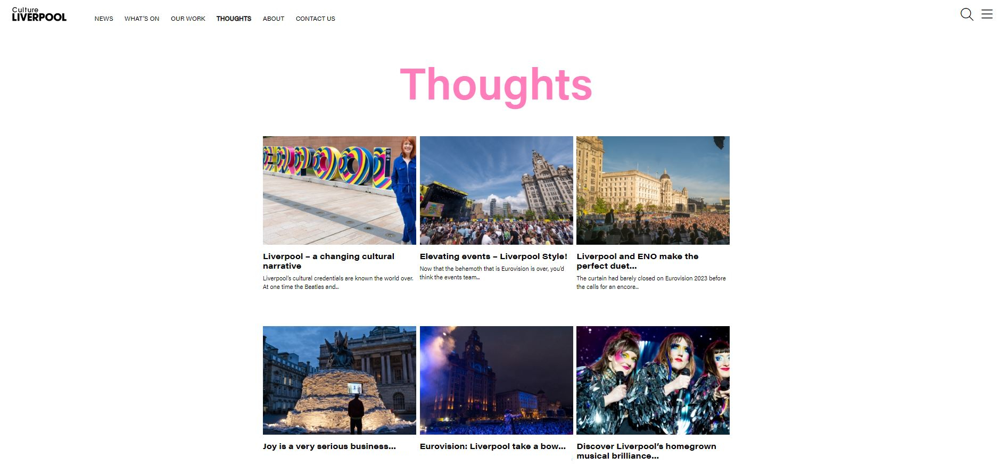 Culture
LIVERPOOL
NEWS WHAT'S ON OUR WORK THOUGHTS ABOUT CONTACT US
Thoughts
Liverpool – a changing cultural
narrative
Liverpool's cultural credentials are known the world over.
At one time the Beatles and...
Elevating events – Liverpool Style!
Now that the behemoth that is Eurovision is over, you'd
think the events team...
Liverpool and ENO make the
perfect duet…
The curtain had barely closed on Eurovision 2023 before
the calls for an encore...
Joy is a very serious business…
Eurovision: Liverpool take a bow…
Discover Liverpool's homegrown
musical brilliance…